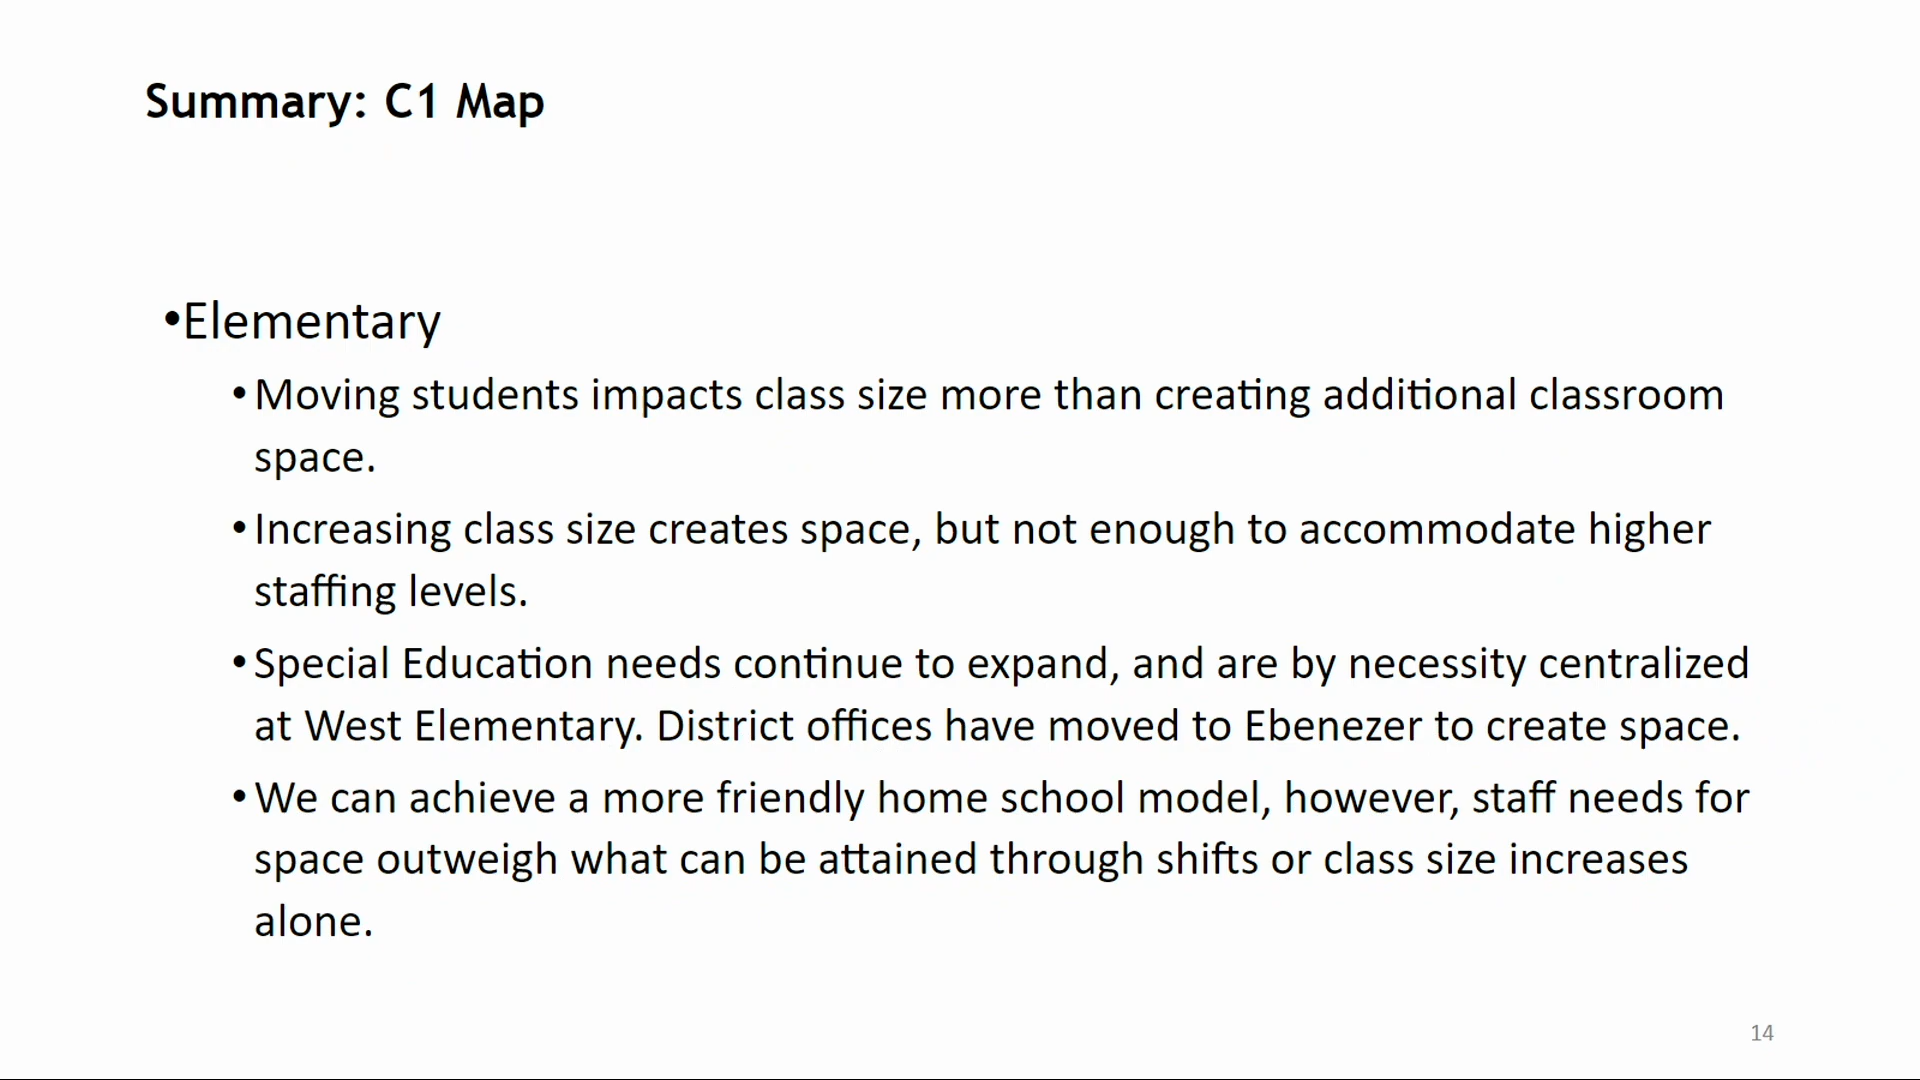 Summary: C1 Map
•Elementary
•Moving students impacts class size more than creating additional classroom
space.
•Increasing class size creates space, but not enough to accommodate higher
staffing levels.
•Special Education needs continue to expand, and are by necessity centralized
at West Elementary. District offices have moved to Ebenezer to create space.
•We can achieve a more friendly home school model, however, staff needs for
space outweigh what can be attained through shifts or class size increases
alone.
14